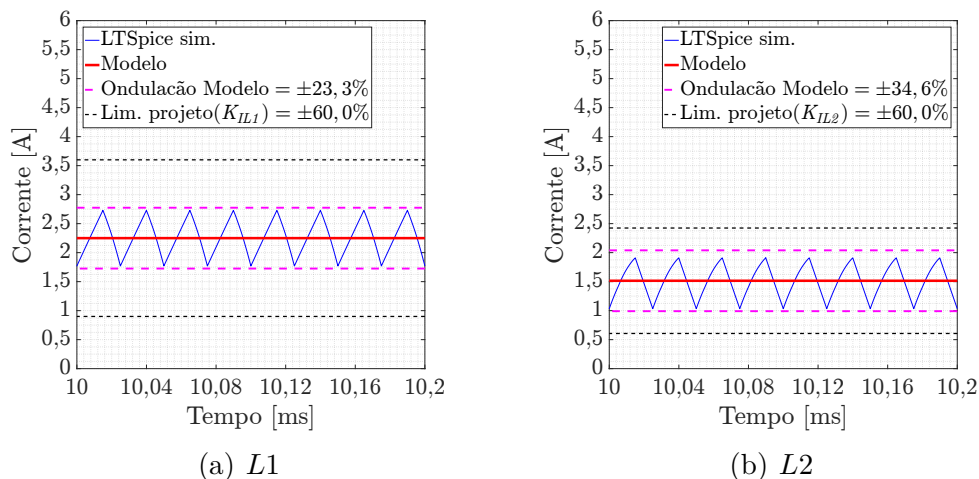 6
5,5
5
4,5
4
3,5
3
2,5
2
1,5
1
0,5
0
Corrente [A]
LTSpice sim.
Modelo
Ondulacão Modelo = ±23,3%
Lim. projeto(K_{IL1}) = ±60,0%
10 10,04 10,08 10,12 10,16 10,2
Tempo [ms]
(a) L1
6
5,5
5
4,5
4
3,5
3
2,5
2
1,5
1
0,5
0
Corrente [A]
LTSpice sim.
Modelo
Ondulacão Modelo = ±34,6%
Lim. projeto(K_{IL2}) = ±60,0%
10 10,04 10,08 10,12 10,16 10,2
Tempo [ms]
(b) L2